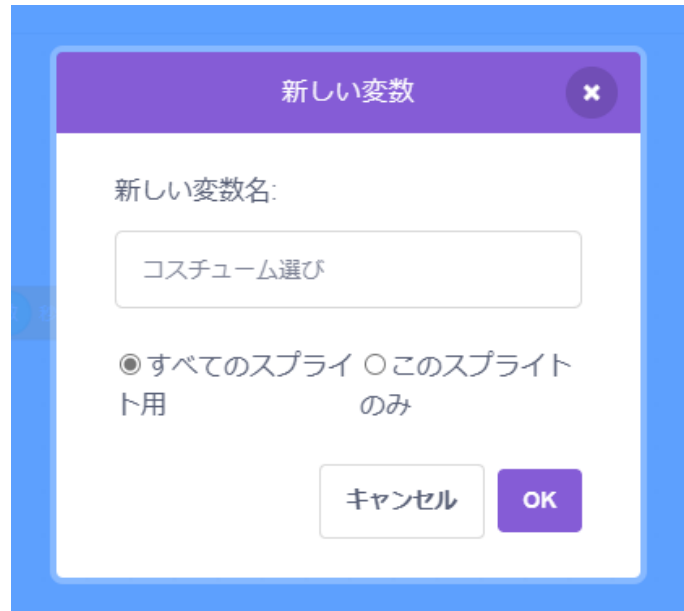 新しい変数
新しい変数名:
コスチューム選び
すべてのスプライ このスプライト
ト用 のみ
キャンセル OK